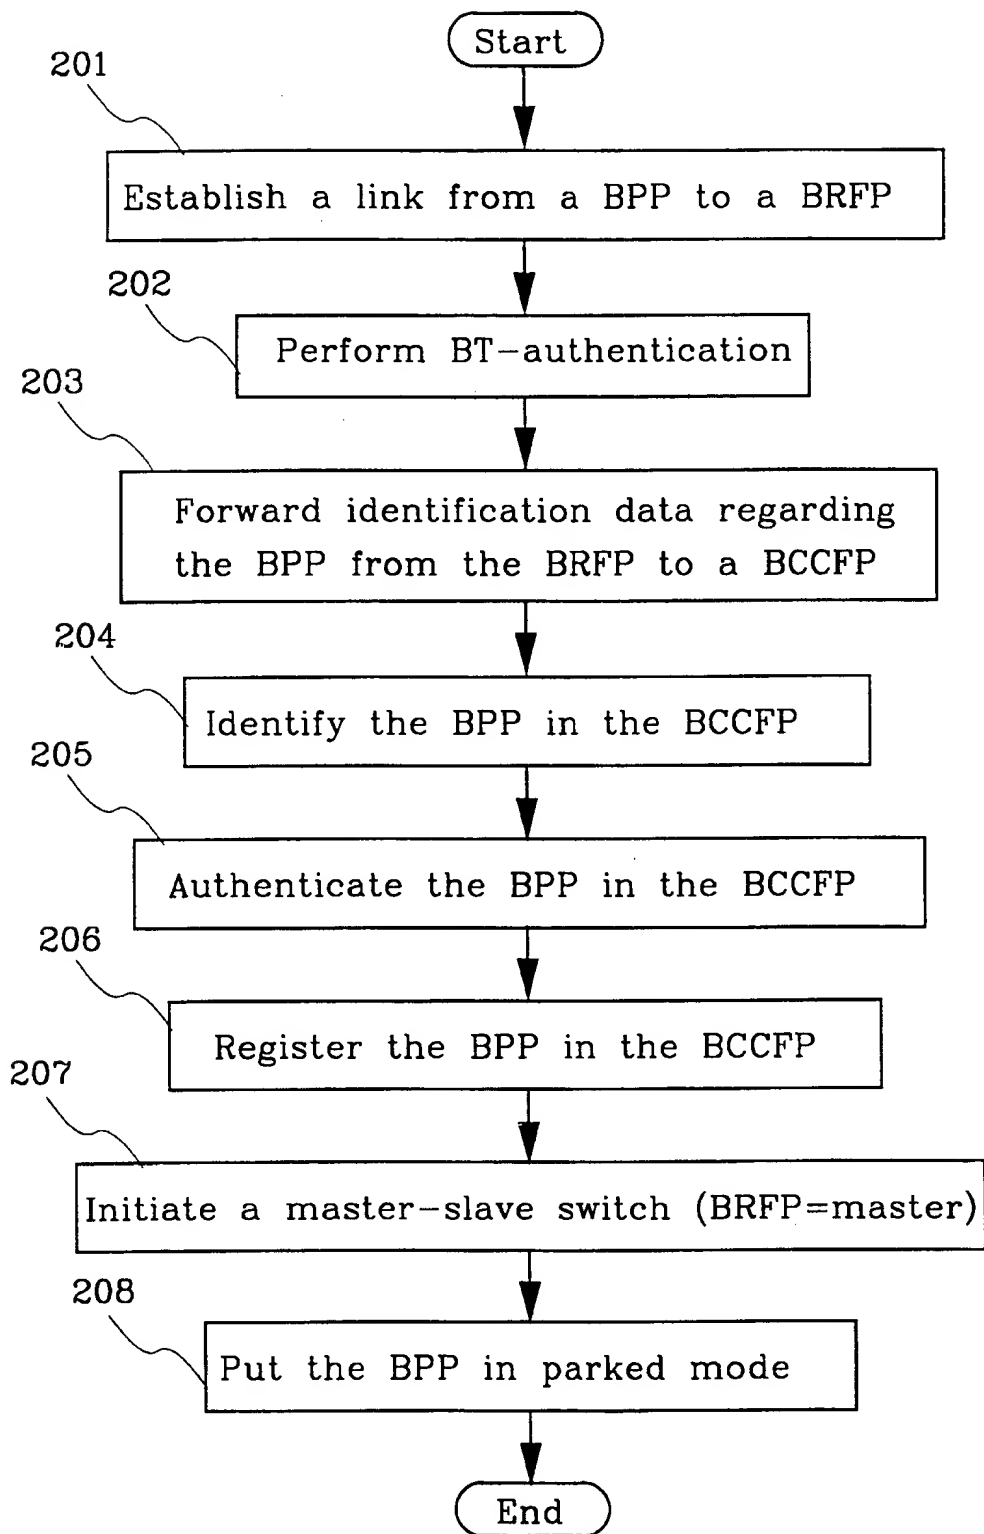 Start
201
Establish a link from a BPP to a BRFP
202
Perform BT-authentication
203
Forward identification data regarding
the BPP from the BRFP to a BCCFP
204
Identify the BPP in the BCCFP
205
Authenticate the BPP in the BCCFP
206
Register the BPP in the BCCFP
207
Initiate a master-slave switch (BRFP=master)
208
Put the BPP in parked mode
End